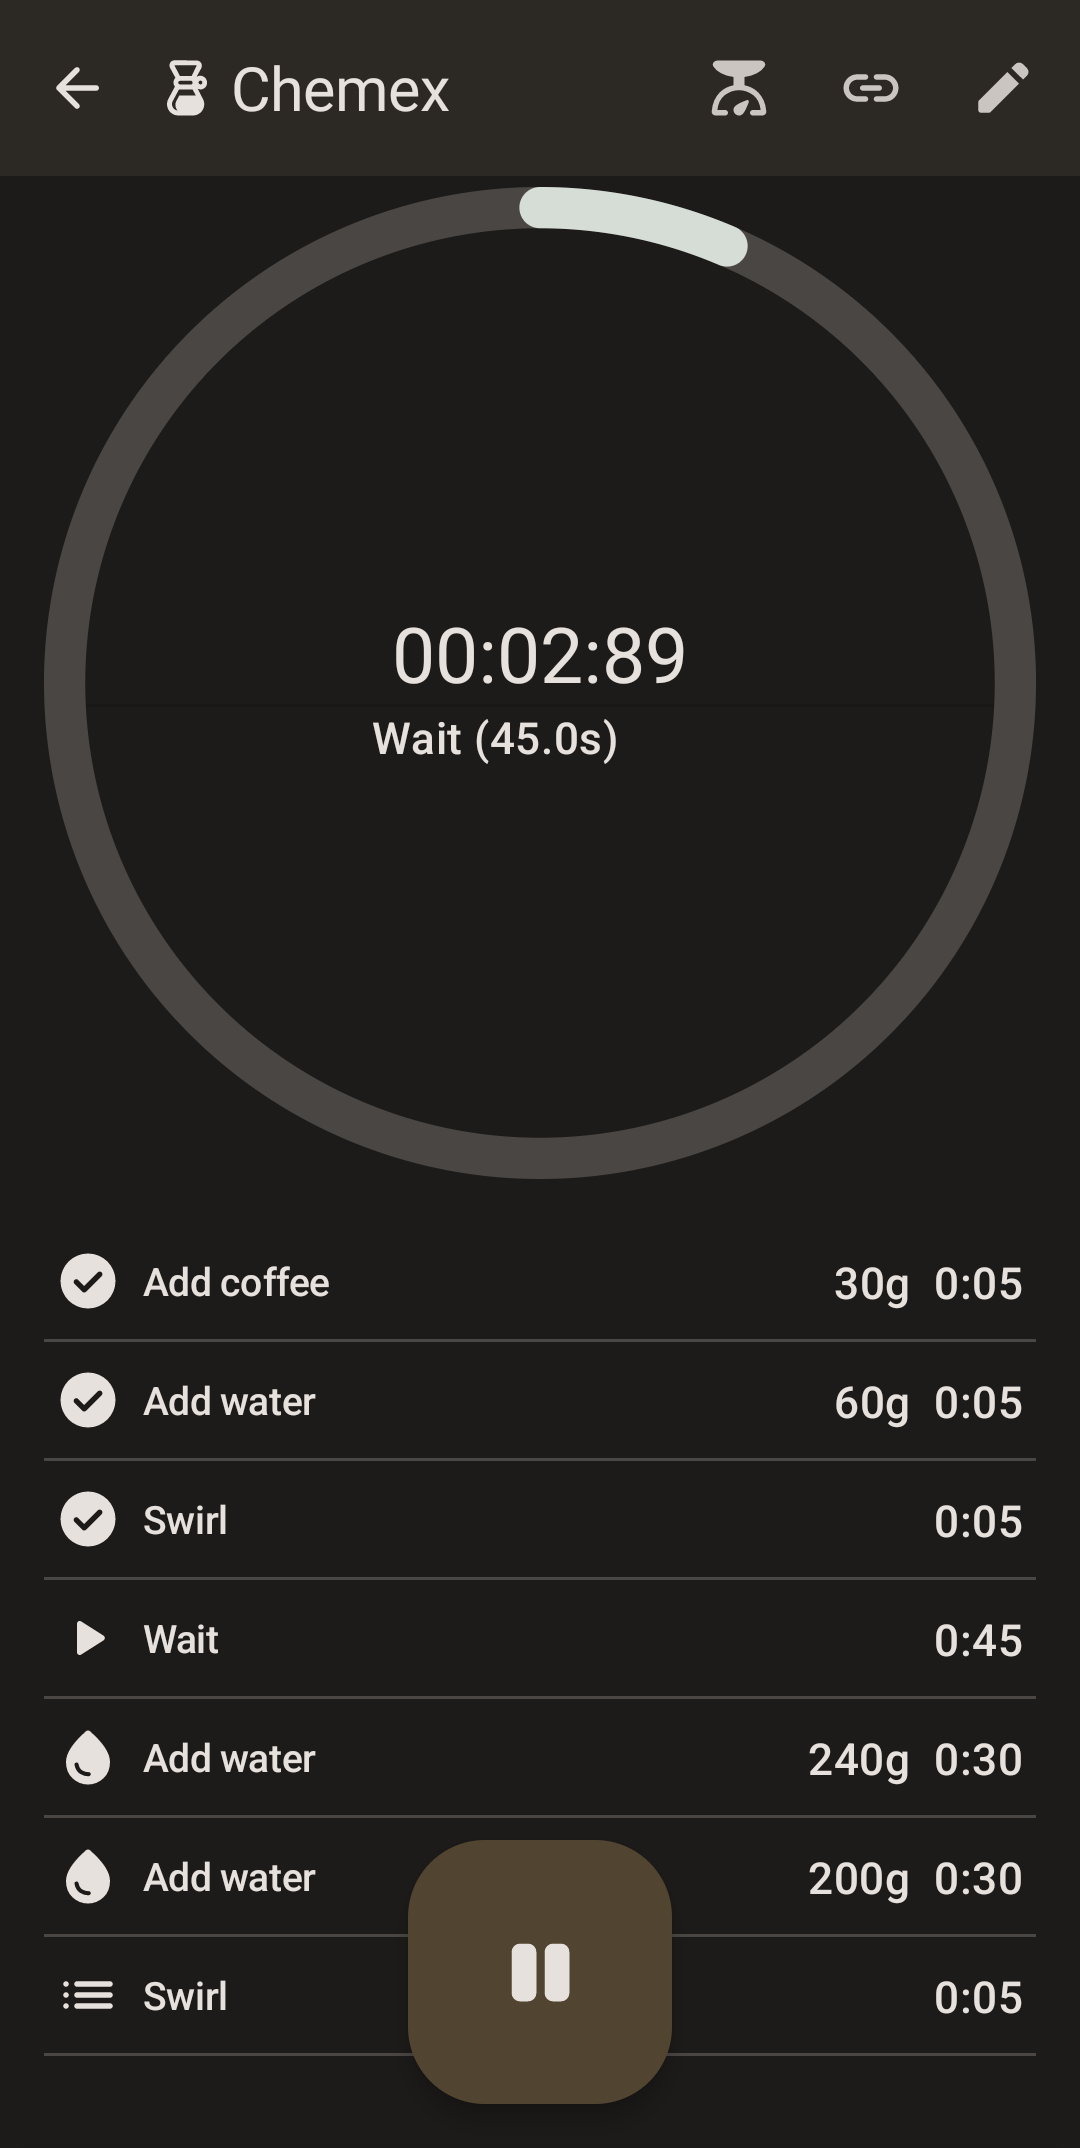 Chemex
00:02:89
Wait (45.0s)
Add coffee 30g 0:05
Add water 60g 0:05
Swirl 0:05
Wait 0:45
Add water 240g 0:30
Add water 200g 0:30
Swirl 0:05